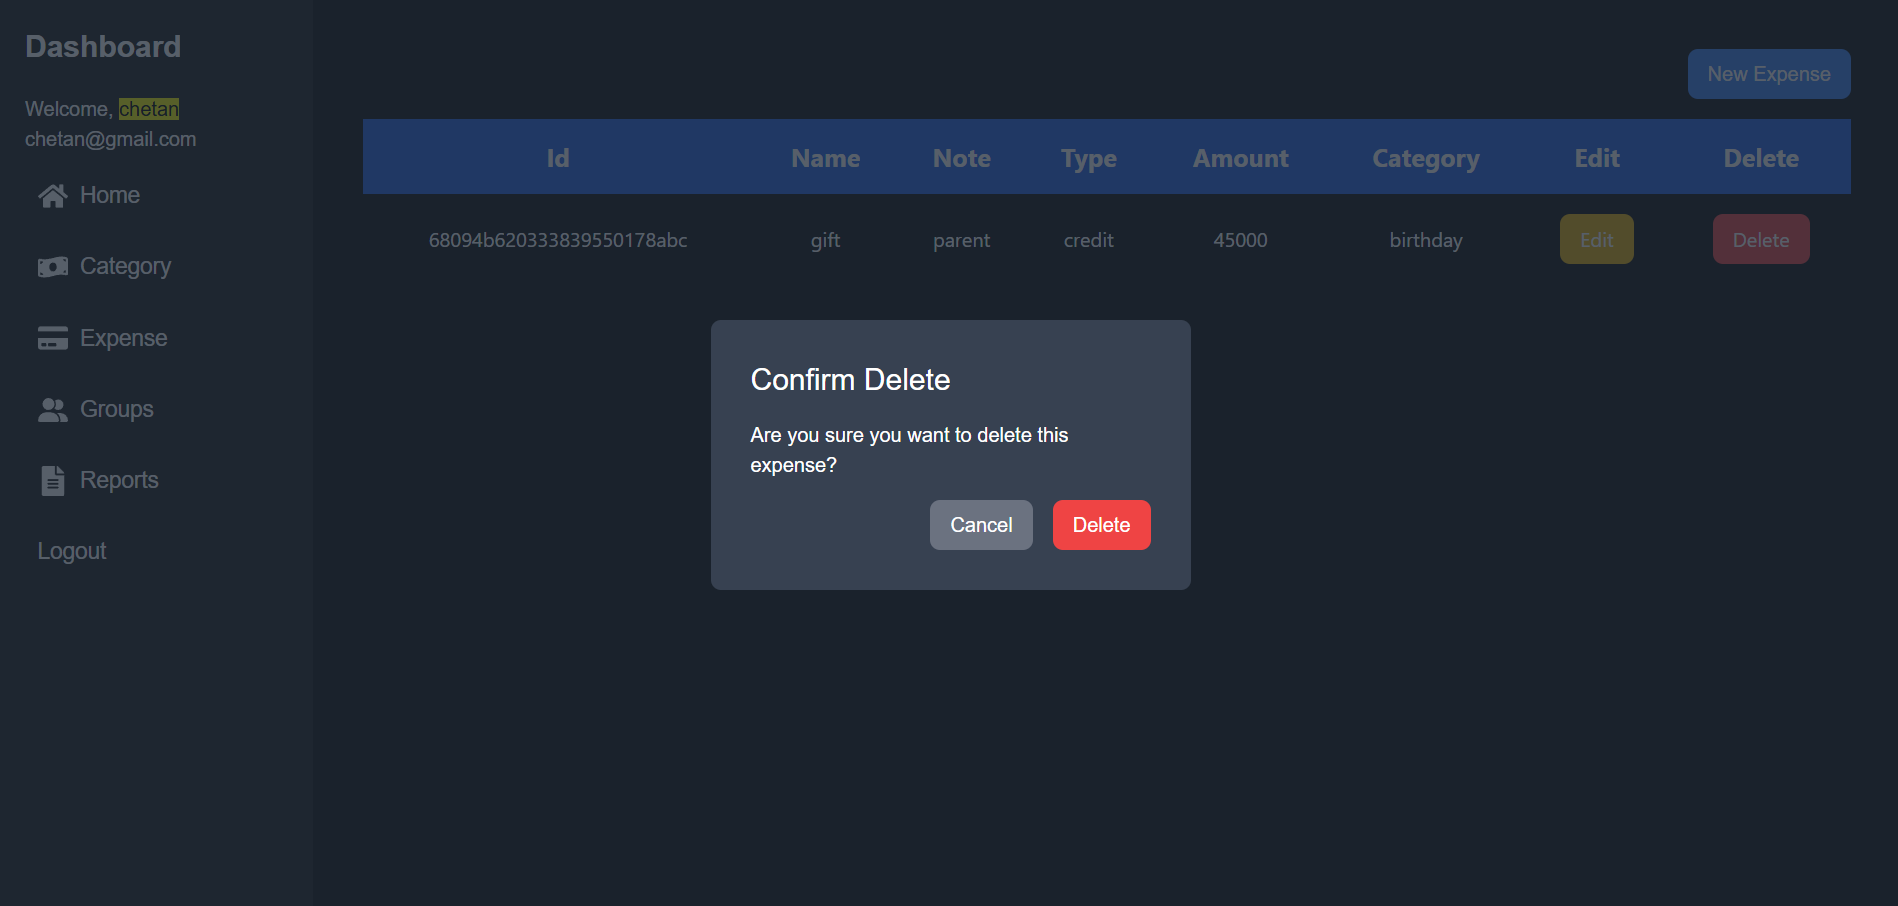 Dashboard
Welcome, chetan
chetan@gmail.com
Home
Category
Expense
Groups
Reports
Logout
New Expense
Id Name Note Type Amount Category Edit Delete
68094b620333839550178abc gift parent credit 45000 birthday Edit Delete
Confirm Delete
Are you sure you want to delete this
expense?
Cancel Delete